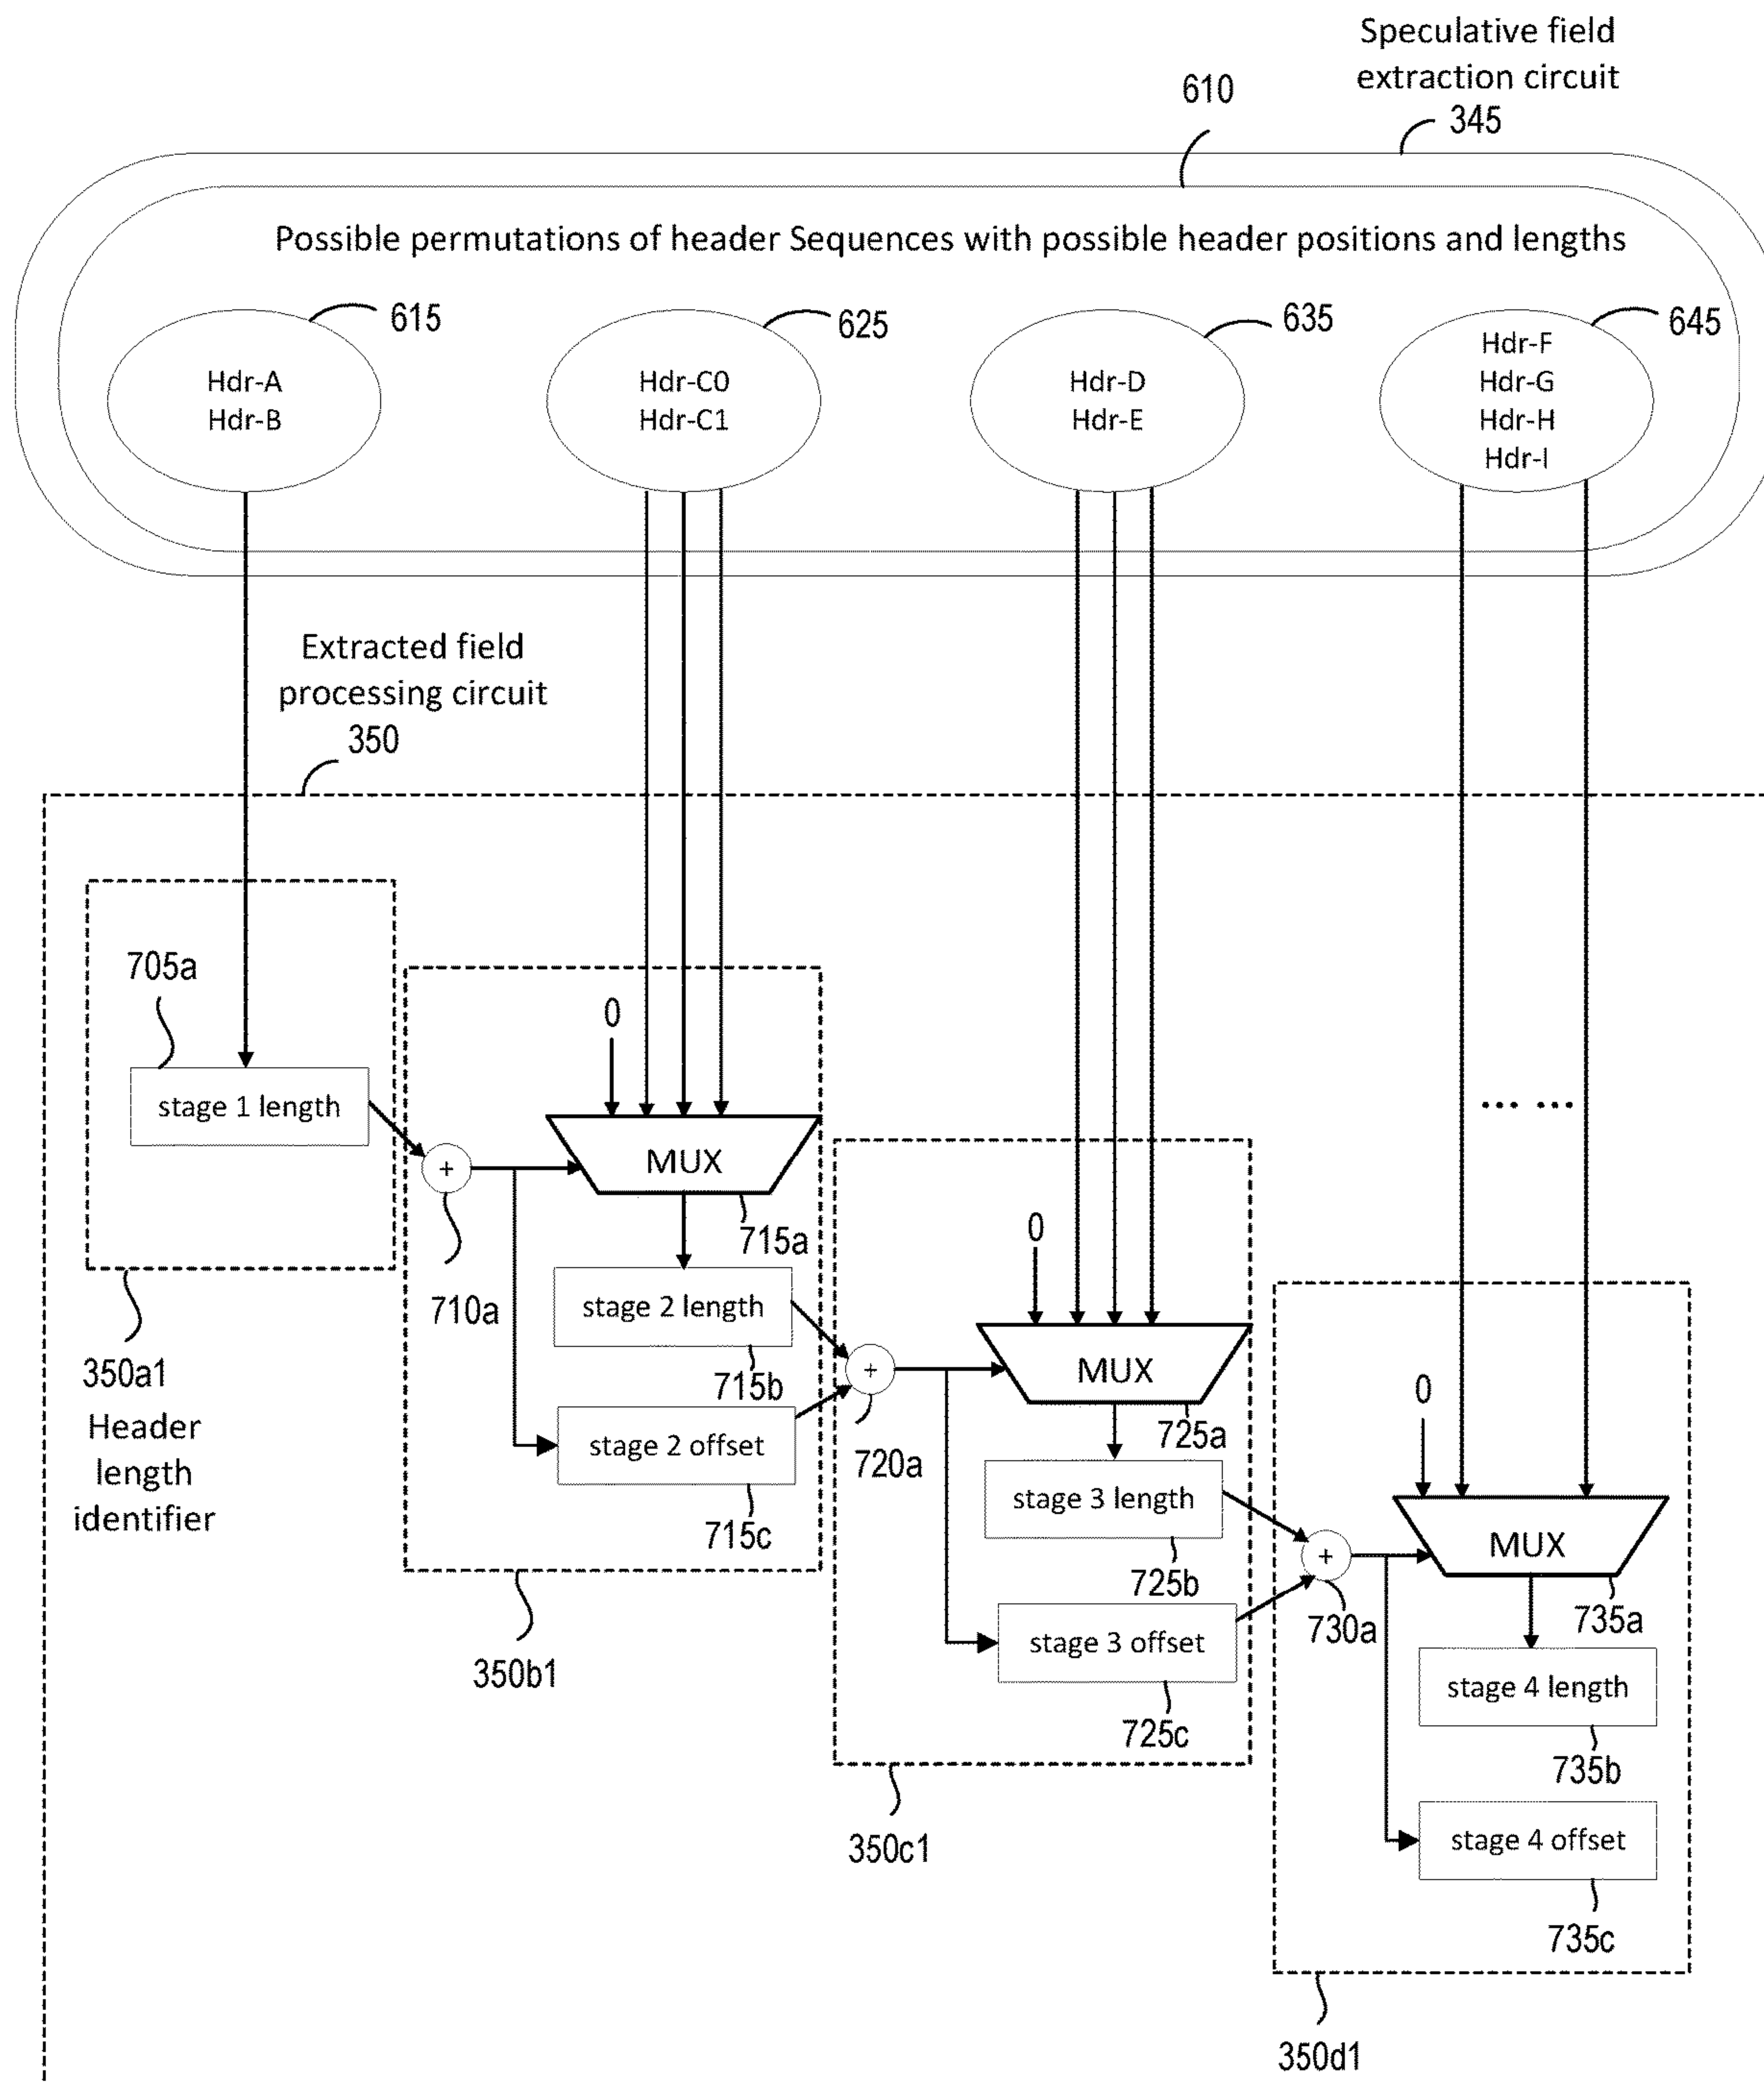 Speculative field
extraction circuit
345
610
Possible permutations of header Sequences with possible header positions and lengths
615
625
635
645
Hdr-A
Hdr-B
Hdr-C0
Hdr-C1
Hdr-D
Hdr-E
Hdr-F
Hdr-G
Hdr-H
Hdr-I
Extracted field
processing circuit
350
705a
stage 1 length
350a1
Header
length
identifier
0
+
710a
MUX
715a
stage 2 length
715b
stage 2 offset
715c
350b1
0
+
720a
MUX
725a
stage 3 length
725b
stage 3 offset
725c
350c1
... ...
0
+
730a
MUX
735a
stage 4 length
735b
stage 4 offset
735c
350d1